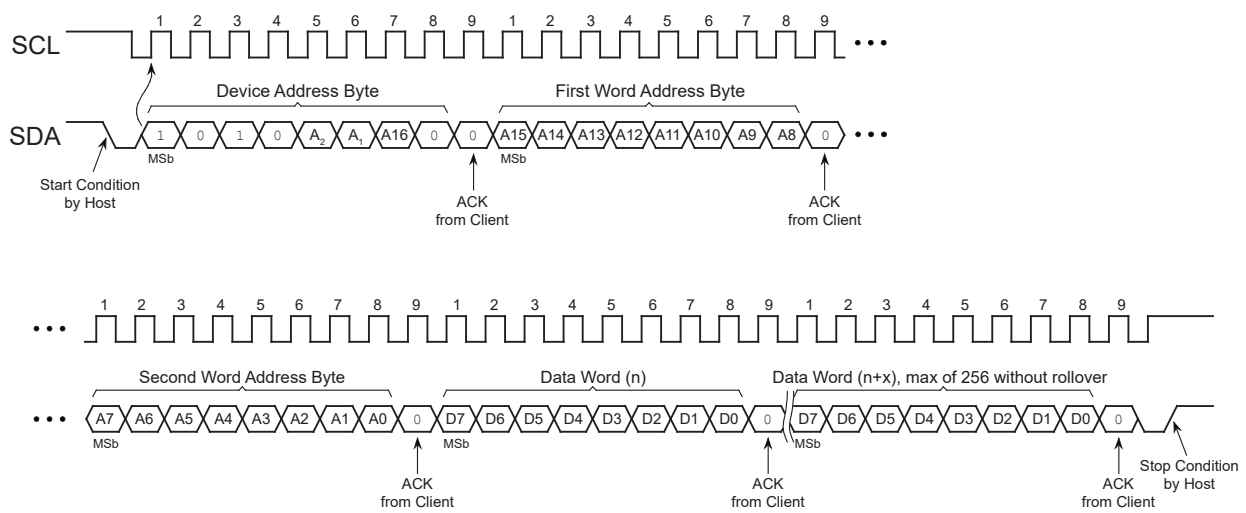 1 2 3 4 5 6 7 8 9 1 2 3 4 5 6 7 8 9
SCL •••
Device Address Byte First Word Address Byte
SDA 1 0 1 0 A2 A1 A16 0 0 A15 A14 A13 A12 A11 A10 A9 A8 0 •••
MSb MSb
Start Condition
by Host
ACK
from Client
ACK
from Client
1 2 3 4 5 6 7 8 9 1 2 3 4 5 6 7 8 9 1 2 3 4 5 6 7 8 9
•••
Second Word Address Byte Data Word (n) Data Word (n+x), max of 256 without rollover
••• A7 A6 A5 A4 A3 A2 A1 A0 0 D7 D6 D5 D4 D3 D2 D1 D0 0 D7 D6 D5 D4 D3 D2 D1 D0 0
MSb MSb MSb
ACK
from Client
ACK
from Client
ACK
from Client
Stop Condition
by Host